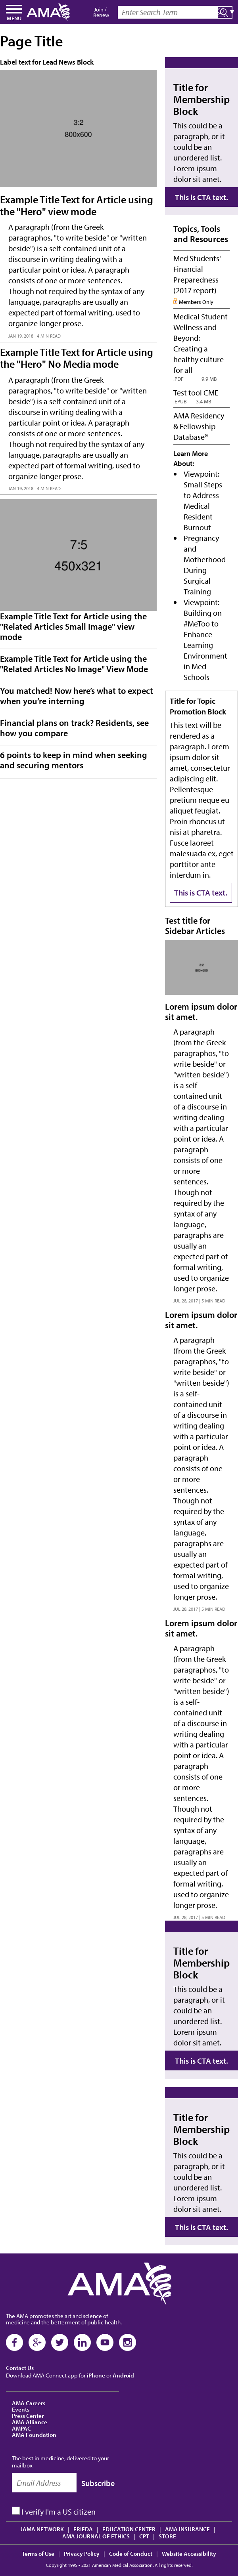 MENU
AMA
Join /
Renew
Enter Search Term
Page Title
Label text for Lead News Block
3:2
800x600
Example Title Text for Article using
the "Hero" view mode
A paragraph (from the Greek
paragraphos, "to write beside" or "written
beside") is a self-contained unit of a
discourse in writing dealing with a
particular point or idea. A paragraph
consists of one or more sentences.
Though not required by the syntax of any
language, paragraphs are usually an
expected part of formal writing, used to
organize longer prose.
JAN 19, 2018 | 4 MIN READ
Example Title Text for Article using
the "Hero" No Media mode
A paragraph (from the Greek
paragraphos, "to write beside" or "written
beside") is a self-contained unit of a
discourse in writing dealing with a
particular point or idea. A paragraph
consists of one or more sentences.
Though not required by the syntax of any
language, paragraphs are usually an
expected part of formal writing, used to
organize longer prose.
JAN 19, 2018 | 4 MIN READ
7:5
450x321
Example Title Text for Article using the
"Related Articles Small Image" view
mode
Example Title Text for Article using the
"Related Articles No Image" View Mode
You matched! Now here's what to expect
when you're interning
Financial plans on track? Residents, see
how you compare
6 points to keep in mind when seeking
and securing mentors
Title for
Membership
Block
This could be a
paragraph, or it
could be an
unordered list.
Lorem ipsum
dolor sit amet.
This is CTA text.
Topics, Tools
and Resources
Med Students'
Financial
Preparedness
(2017 report)
Members Only
Medical Student
Wellness and
Beyond:
Creating a
healthy culture
for all
.PDF 9.9 MB
Test tool CME
.EPUB 3.4 MB
AMA Residency
& Fellowship
Database®
Learn More
About:
• Viewpoint:
Small Steps
to Address
Medical
Resident
Burnout
• Pregnancy
and
Motherhood
During
Surgical
Training
• Viewpoint:
Building on
#MeToo to
Enhance
Learning
Environment
in Med
Schools
Title for Topic
Promotion Block
This text will be
rendered as a
paragraph. Lorem
ipsum dolor sit
amet, consectetur
adipiscing elit.
Pellentesque
pretium neque eu
aliquet feugiat.
Proin rhoncus ut
nisi at pharetra.
Fusce laoreet
malesuada ex, eget
porttitor ante
interdum in.
This is CTA text.
Test title for
Sidebar Articles
Lorem ipsum dolor
sit amet.
A paragraph
(from the Greek
paragraphos, "to
write beside" or
"written beside")
is a self-
contained unit
of a discourse in
writing dealing
with a particular
point or idea. A
paragraph
consists of one
or more
sentences.
Though not
required by the
syntax of any
language,
paragraphs are
usually an
expected part of
formal writing,
used to organize
longer prose.
JUL 28, 2017 | 5 MIN READ
Lorem ipsum dolor
sit amet.
A paragraph
(from the Greek
paragraphos, "to
write beside" or
"written beside")
is a self-
contained unit
of a discourse in
writing dealing
with a particular
point or idea. A
paragraph
consists of one
or more
sentences.
Though not
required by the
syntax of any
language,
paragraphs are
usually an
expected part of
formal writing,
used to organize
longer prose.
JUL 28, 2017 | 5 MIN READ
Lorem ipsum dolor
sit amet.
A paragraph
(from the Greek
paragraphos, "to
write beside" or
"written beside")
is a self-
contained unit
of a discourse in
writing dealing
with a particular
point or idea. A
paragraph
consists of one
or more
sentences.
Though not
required by the
syntax of any
language,
paragraphs are
usually an
expected part of
formal writing,
used to organize
longer prose.
JUL 28, 2017 | 5 MIN READ
Title for
Membership
Block
This could be a
paragraph, or it
could be an
unordered list.
Lorem ipsum
dolor sit amet.
This is CTA text.
Title for
Membership
Block
This could be a
paragraph, or it
could be an
unordered list.
Lorem ipsum
dolor sit amet.
This is CTA text.
AMA
The AMA promotes the art and science of
medicine and the betterment of public health.
Contact Us
Download AMA Connect app for iPhone or Android
AMA Careers
Events
Press Center
AMA Alliance
AMPAC
AMA Foundation
The best in medicine, delivered to your
mailbox
Email Address
Subscribe
I verify I'm a US citizen
JAMA NETWORK | FRIEDA | EDUCATION CENTER | AMA INSURANCE |
AMA JOURNAL OF ETHICS | CPT | STORE
Terms of Use | Privacy Policy | Code of Conduct | Website Accessibility
Copyright 1995 - 2021 American Medical Association. All rights reserved.